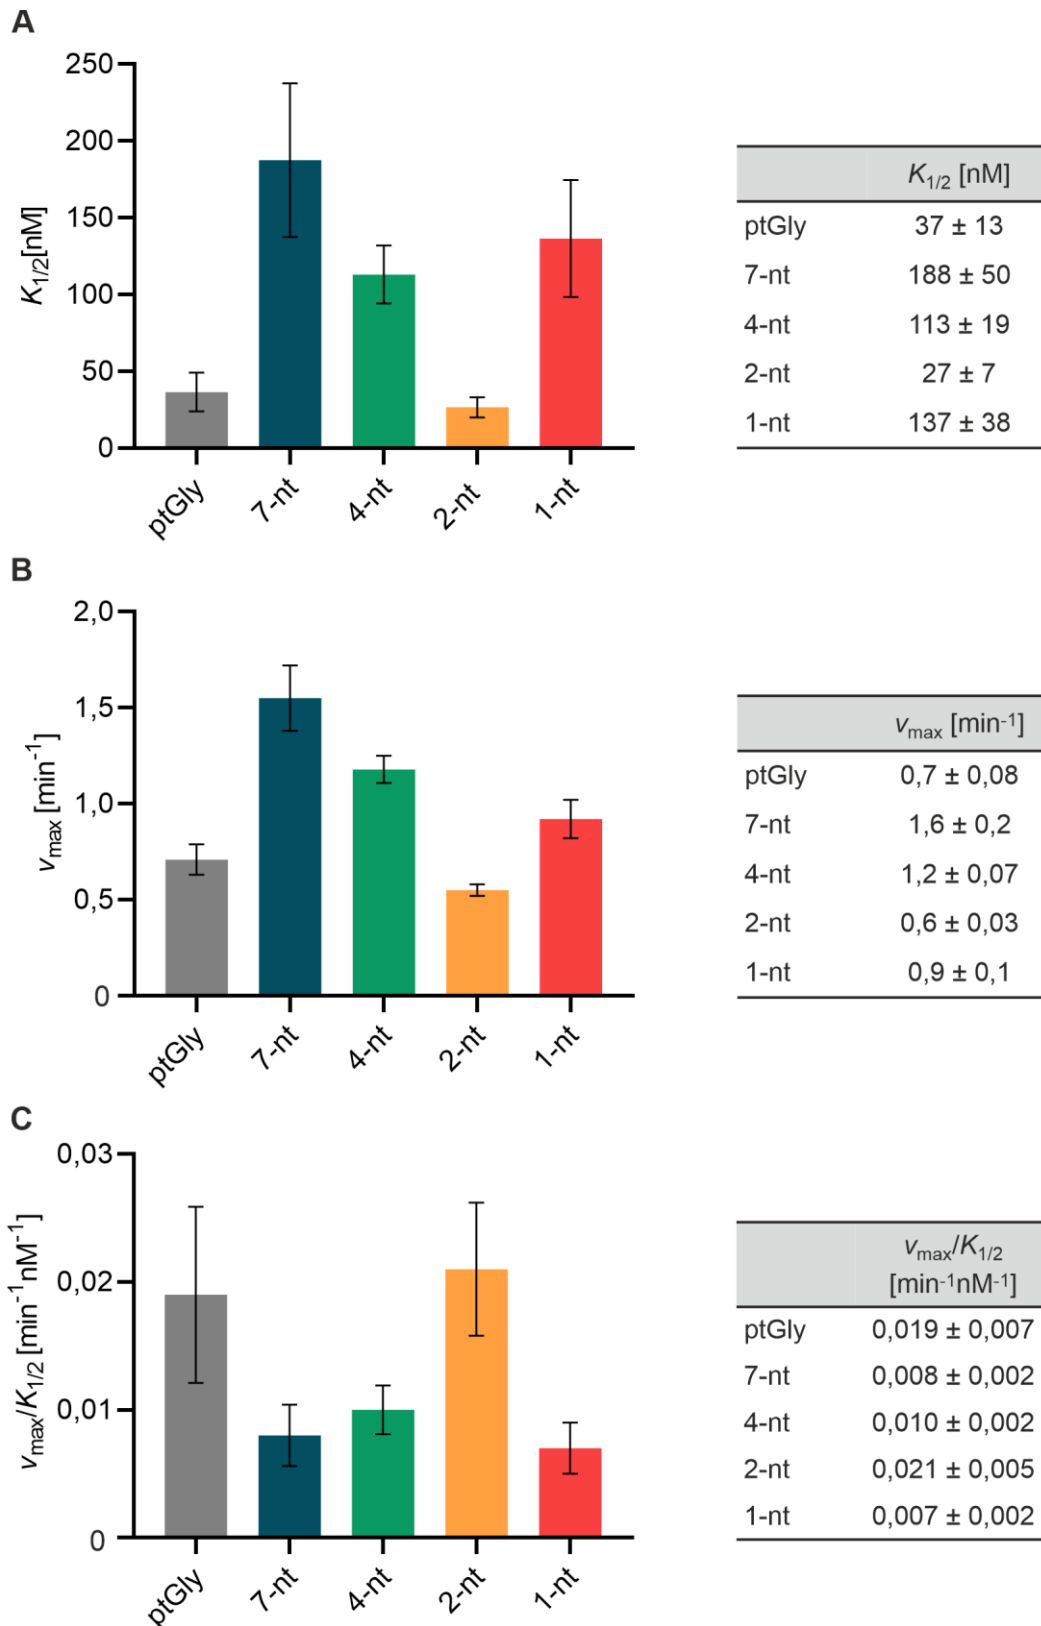 A
250
200
150
100
50
0
K1/2[nM]
ptGly
7-nt
4-nt
2-nt
1-nt
K1/2 [nM]
ptGly 37 ± 13
7-nt 188 ± 50
4-nt 113 ± 19
2-nt 27 ± 7
1-nt 137 ± 38
B
2,0
1,5
1,0
0,5
0
vmax [min-1]
ptGly
7-nt
4-nt
2-nt
1-nt
vmax [min-1]
ptGly 0,7 ± 0,08
7-nt 1,6 ± 0,2
4-nt 1,2 ± 0,07
2-nt 0,6 ± 0,03
1-nt 0,9 ± 0,1
C
0,03
0,02
0,01
0
vmax/K1/2 [min-1nM-1]
ptGly
7-nt
4-nt
2-nt
1-nt
vmax/K1/2
[min-1nM-1]
ptGly 0,019 ± 0,007
7-nt 0,008 ± 0,002
4-nt 0,010 ± 0,002
2-nt 0,021 ± 0,005
1-nt 0,007 ± 0,002